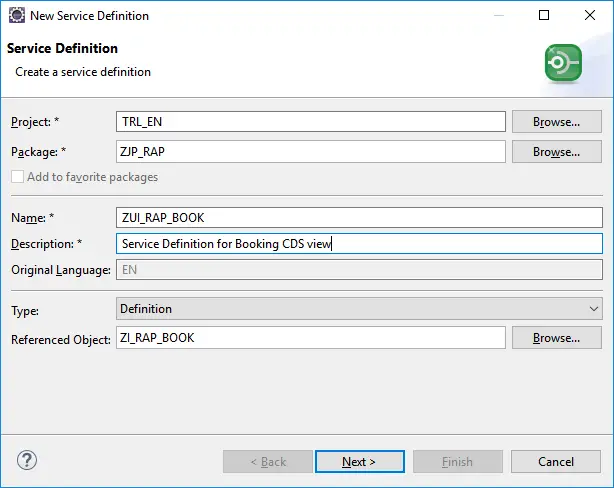 New Service Definition
Service Definition
Create a service definition
Project: * TRL_EN Browse...
Package: * ZJP_RAP Browse...
Add to favorite packages
Name: * ZUI_RAP_BOOK
Description: * Service Definition for Booking CDS view
Original Language: EN
Type: Definition
Referenced Object: ZI_RAP_BOOK Browse...
? < Back Next > Finish Cancel